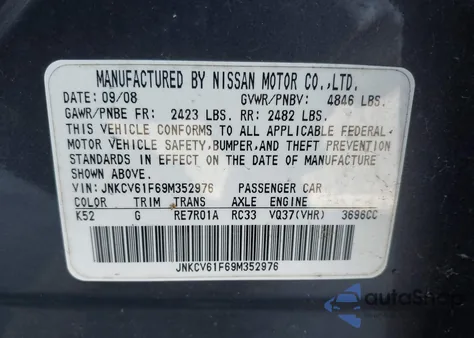 MANUFACTURED BY NISSAN MOTOR CO.,LTD.
DATE: 09/08 GVWR/PNBV: 4846 LBS.
GAWR/PNBE FR: 2423 LBS. RR: 2482 LBS.
THIS VEHICLE CONFORMS TO ALL APPLICABLE FEDERAL
MOTOR VEHICLE SAFETY, BUMPER, AND THEFT PREVENTION
STANDARDS IN EFFECT ON THE DATE OF MANUFACTURE
SHOWN ABOVE.
VIN: JNKCV61F69M352976 PASSENGER CAR
COLOR TRIM TRANS AXLE ENGINE
K52 G RE7R01A RC33 VQ37(VHR) 3696CC
JNKCV61F69M352976
AutoShop